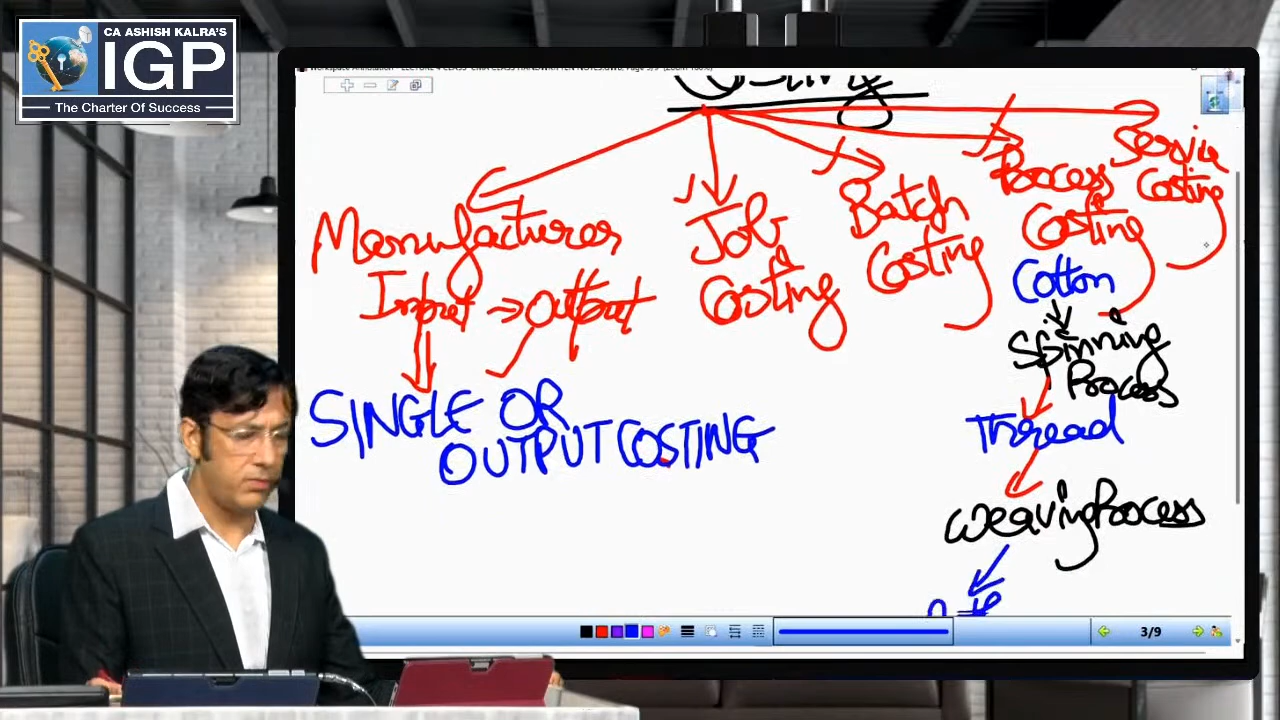 CA ASHISH KALRA'S
IGP
The Charter Of Success
Costing
Manufacturer
Input → Output
SINGLE OR
OUTPUT COSTING
Job
Costing
Batch
Costing
Process
Costing
Cotton
Spinning
Process
Thread
Weaving Process
Service
Costing
3/9